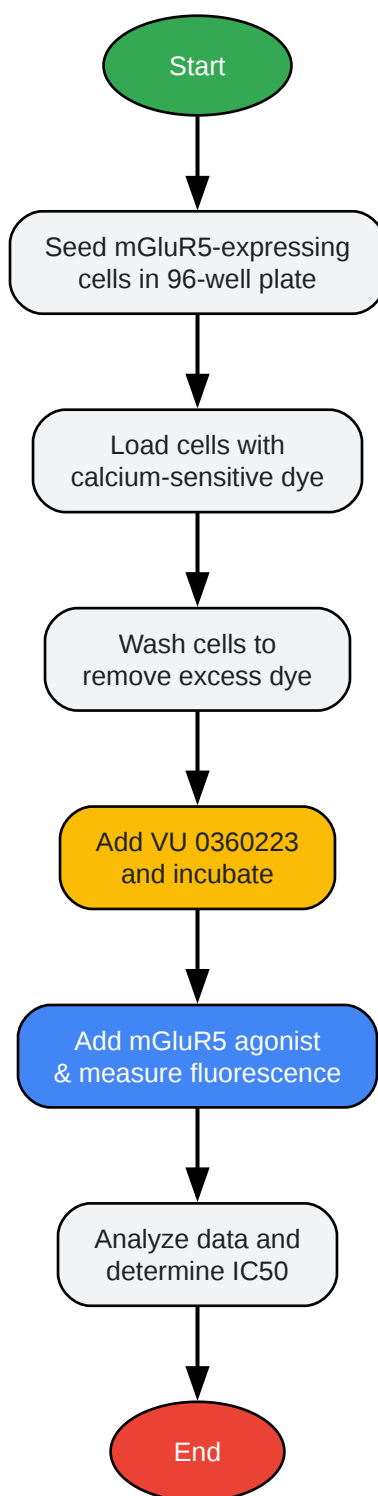 Start
Seed mGluR5-expressing
cells in 96-well plate
Load cells with
calcium-sensitive dye
Wash cells to
remove excess dye
Add VU 0360223
and incubate
Add mGluR5 agonist
& measure fluorescence
Analyze data and
determine IC50
End